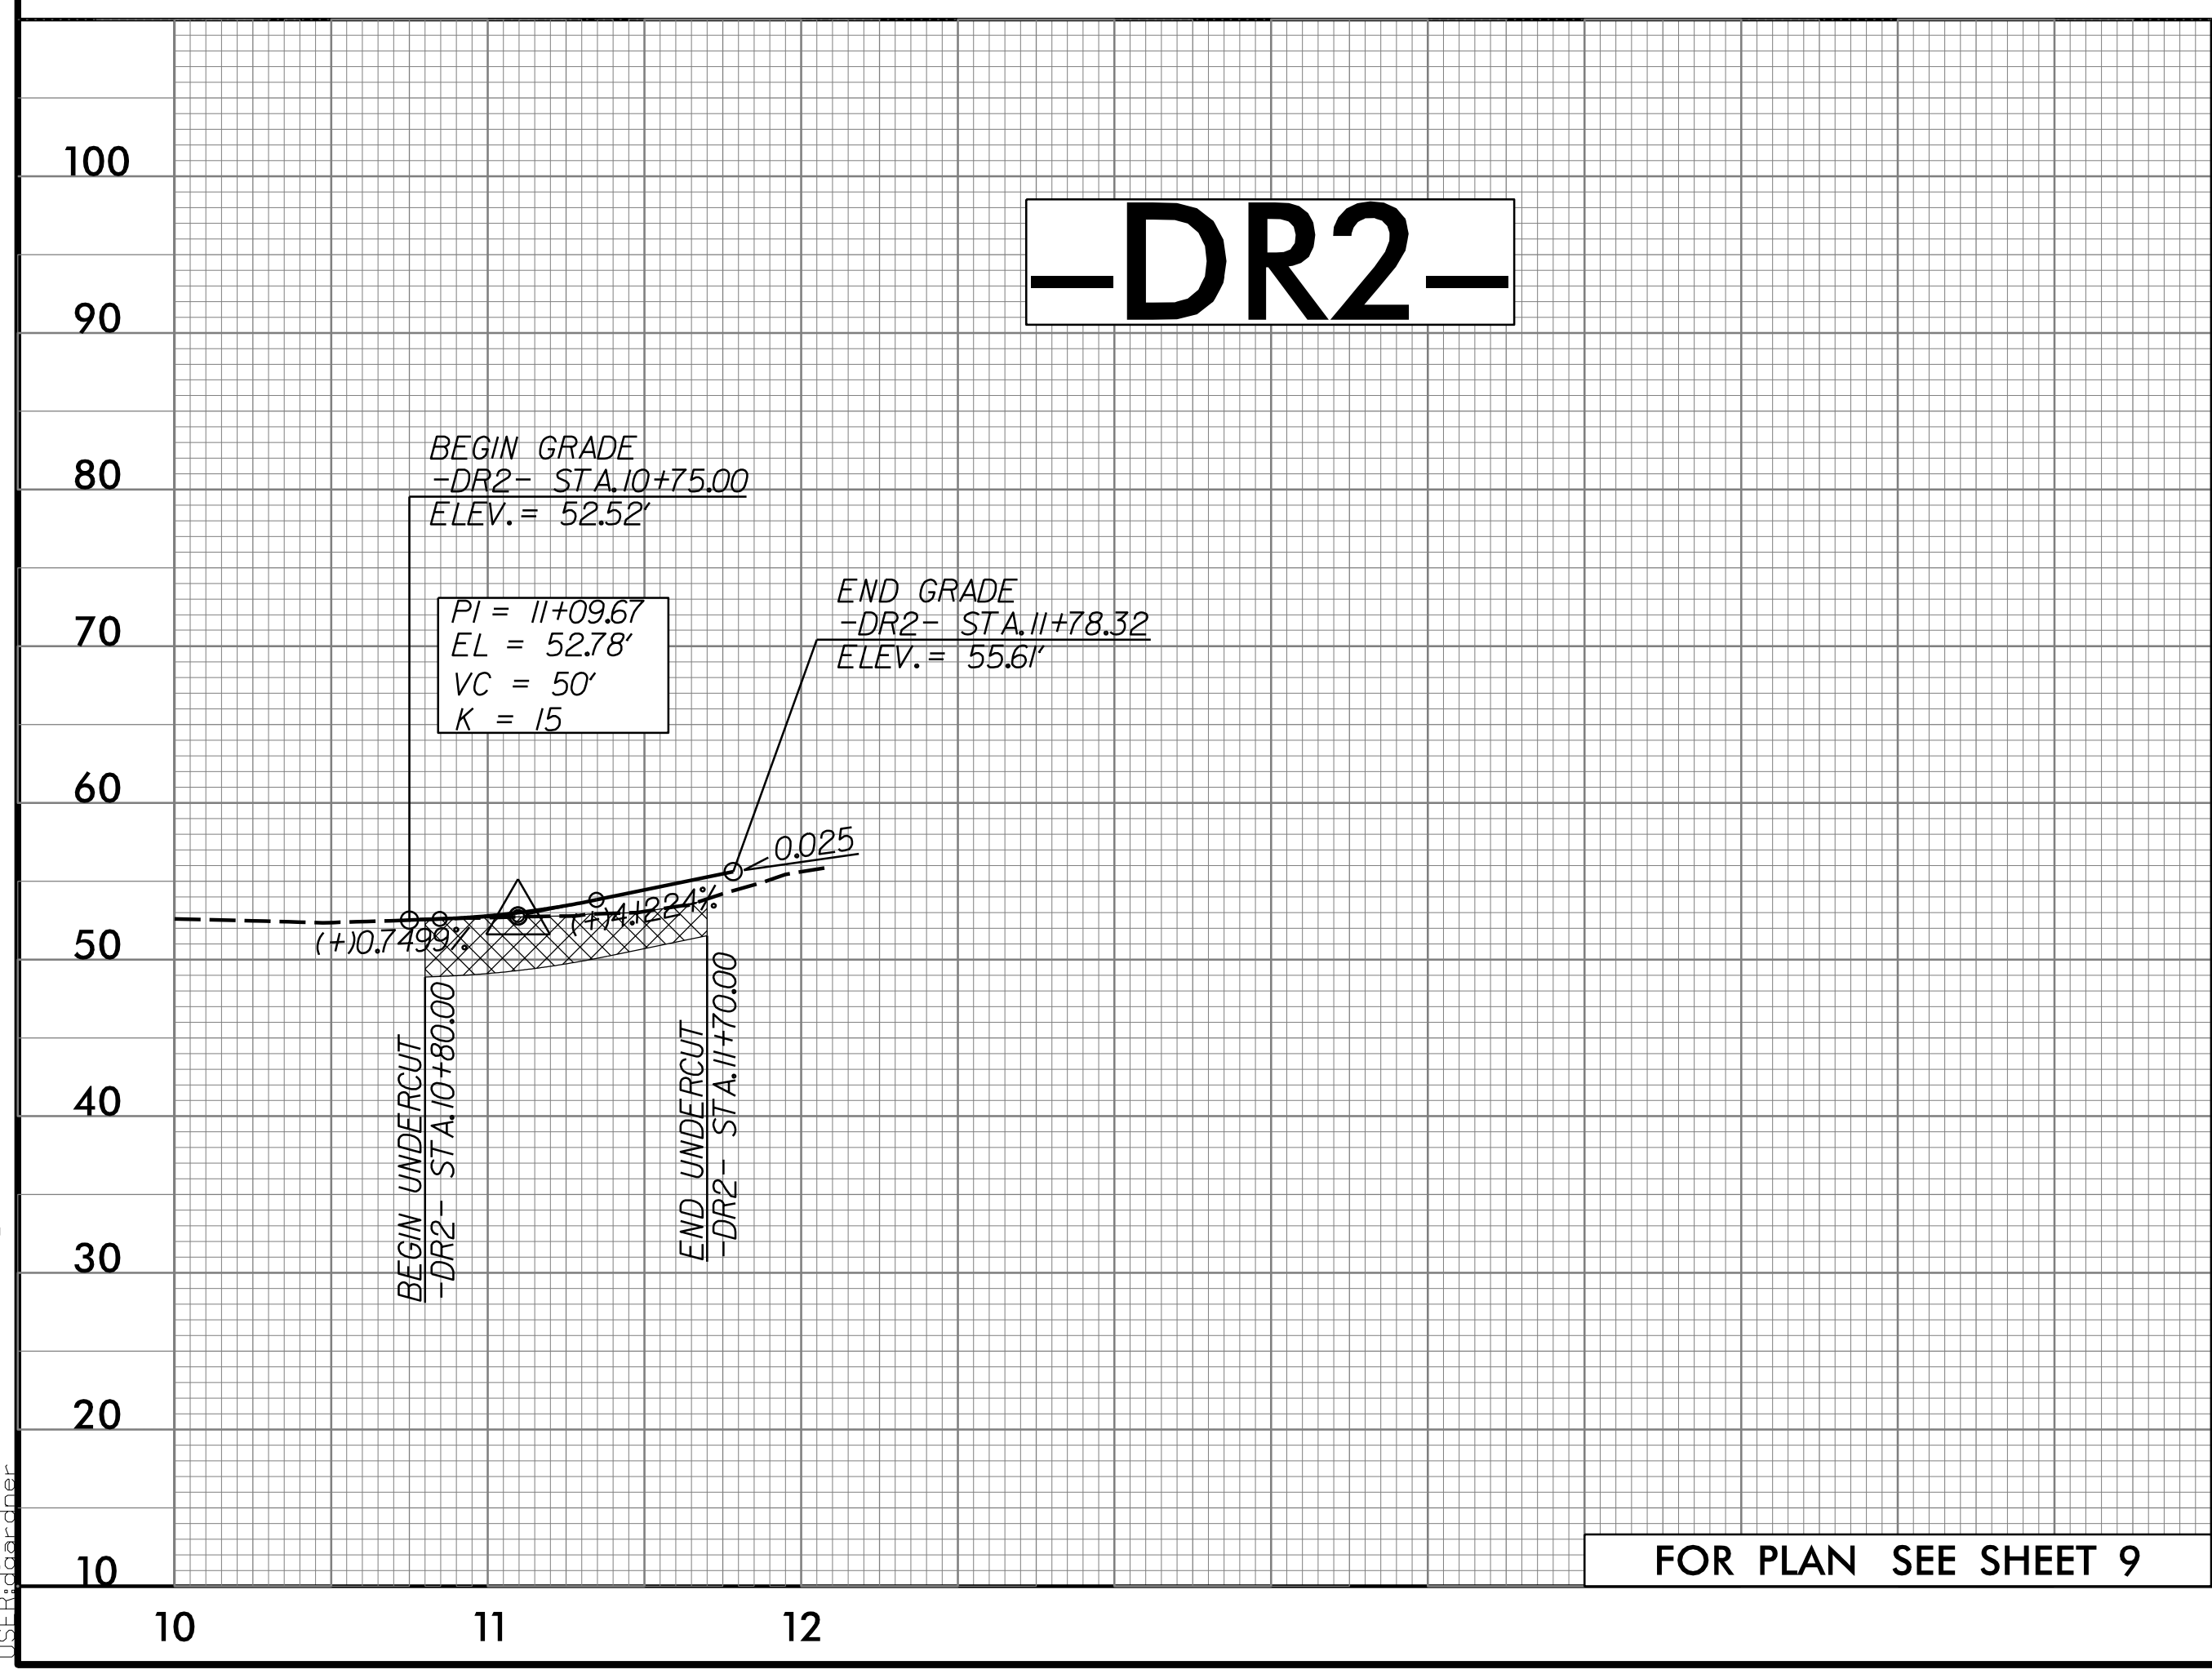 100
90
80
70
60
50
40
30
20
10
-DR2-
BEGIN GRADE
-DR2- STA.10+75.00
ELEV.= 52.52'
PI = 11+09.67
EL = 52.78'
VC = 50'
K = 15
END GRADE
-DR2- STA.11+78.32
ELEV.= 55.61'
0.025
(+)0.7499%
(+)4.1224%
BEGIN UNDERCUT
-DR2- STA.10+80.00
END UNDERCUT
-DR2- STA.11+70.00
FOR PLAN SEE SHEET 9
10 11 12